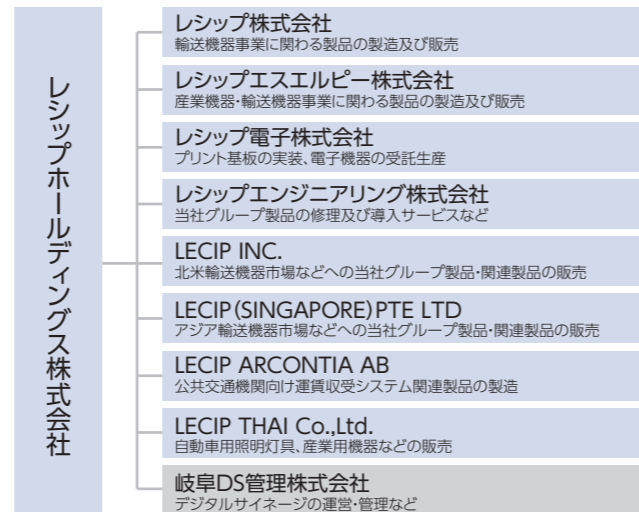 レシップホールディングス株式会社
レシップ株式会社
輸送機器事業に関わる製品の製造及び販売
レシップエスエルピー株式会社
産業機器・輸送機器事業に関わる製品の製造及び販売
レシップ電子株式会社
プリント基板の実装、電子機器の受託生産
レシップエンジニアリング株式会社
当社グループ製品の修理及び導入サービスなど
LECIP INC.
北米輸送機器市場などへの当社グループ製品・関連製品の販売
LECIP(SINGAPORE)PTE LTD
アジア輸送機器市場などへの当社グループ製品・関連製品の販売
LECIP ARCONTIA AB
公共交通機関向け運賃収受システム関連製品の製造
LECIP THAI Co.,Ltd.
自動車用照明灯具、産業用機器などの販売
岐阜DS管理株式会社
デジタルサイネージの運営・管理など